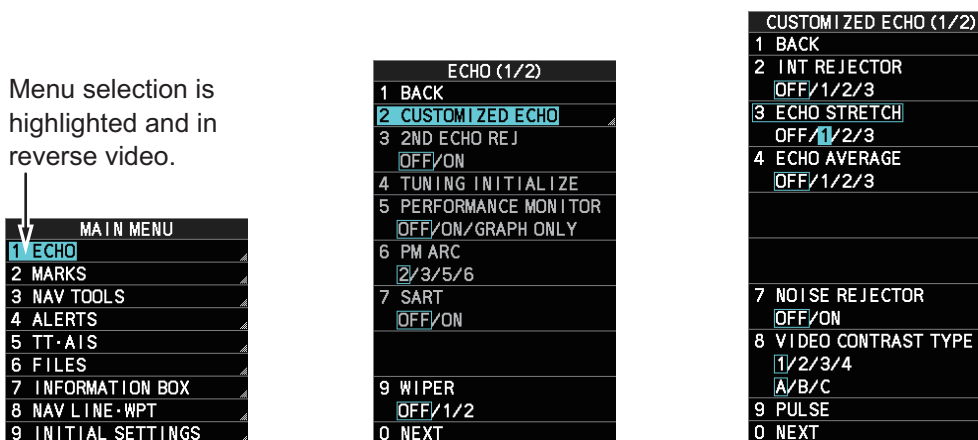 Menu selection is
highlighted and in
reverse video.
MAIN MENU
1 ECHO
2 MARKS
3 NAV TOOLS
4 ALERTS
5 TT·AIS
6 FILES
7 INFORMATION BOX
8 NAV LINE·WPT
9 INITIAL SETTINGS
ECHO (1/2)
1 BACK
2 CUSTOMIZED ECHO
3 2ND ECHO REJ
OFF/ON
4 TUNING INITIALIZE
5 PERFORMANCE MONITOR
OFF/ON/GRAPH ONLY
6 PM ARC
2/3/5/6
7 SART
OFF/ON
9 WIPER
OFF/1/2
0 NEXT
CUSTOMIZED ECHO (1/2)
1 BACK
2 INT REJECTOR
OFF/1/2/3
3 ECHO STRETCH
OFF/1/2/3
4 ECHO AVERAGE
OFF/1/2/3
7 NOISE REJECTOR
OFF/ON
8 VIDEO CONTRAST TYPE
1/2/3/4
A/B/C
9 PULSE
0 NEXT